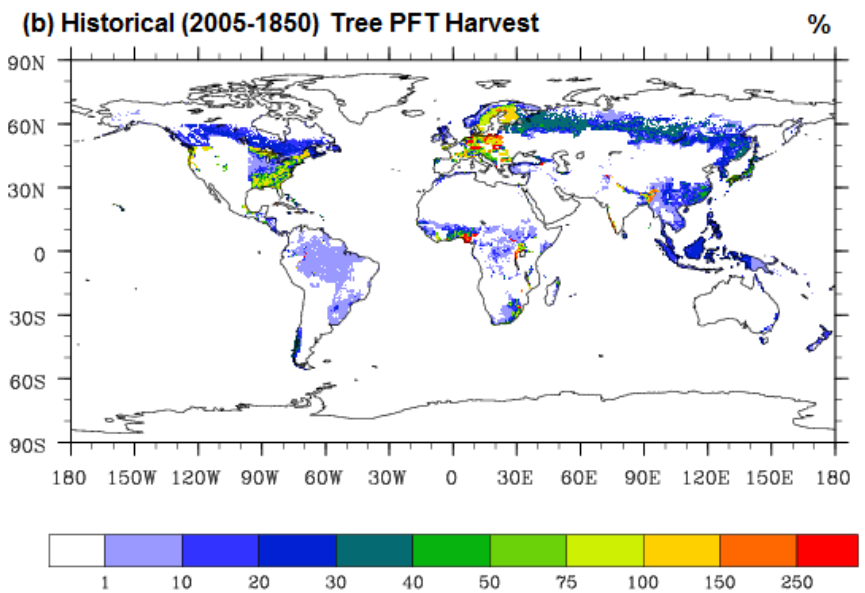 (b) Historical (2005-1850) Tree PFT Harvest %
90N
60N
30N
0
30S
60S
90S
180 150W 120W 90W 60W 30W 0 30E 60E 90E 120E 150E 180
1 10 20 30 40 50 75 100 150 250